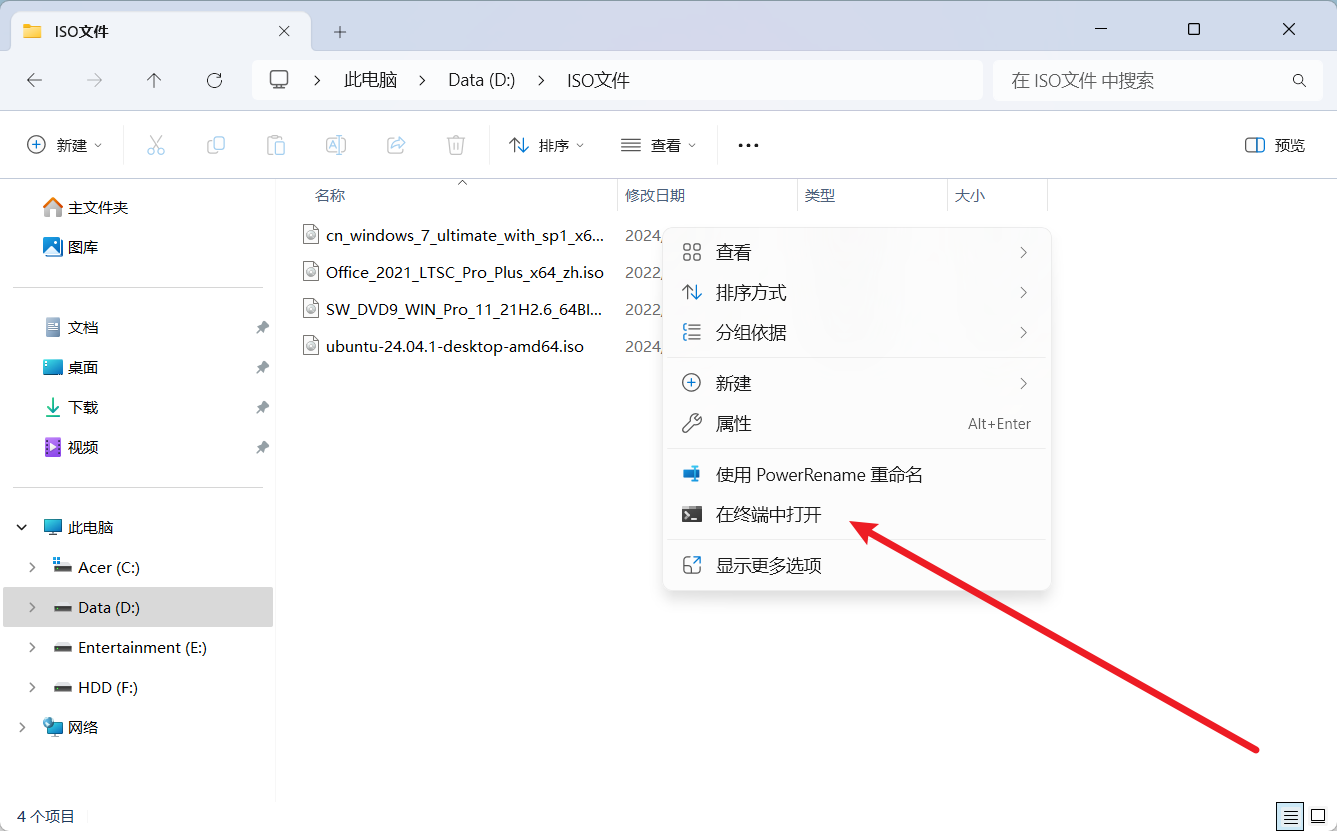 ISO文件
此电脑 Data (D:) ISO文件
在 ISO文件 中搜索
新建 排序 查看 预览
名称 修改日期 类型 大小
主文件夹
图库
文档
桌面
下载
视频
此电脑
Acer (C:)
Data (D:)
Entertainment (E:)
HDD (F:)
网络
cn_windows_7_ultimate_with_sp1_x6... 2024
Office_2021_LTSC_Pro_Plus_x64_zh.iso 2022
SW_DVD9_WIN_Pro_11_21H2.6_64BI... 2022
ubuntu-24.04.1-desktop-amd64.iso 2024
查看
排序方式
分组依据
新建
属性 Alt+Enter
使用 PowerRename 重命名
在终端中打开
显示更多选项
4 个项目